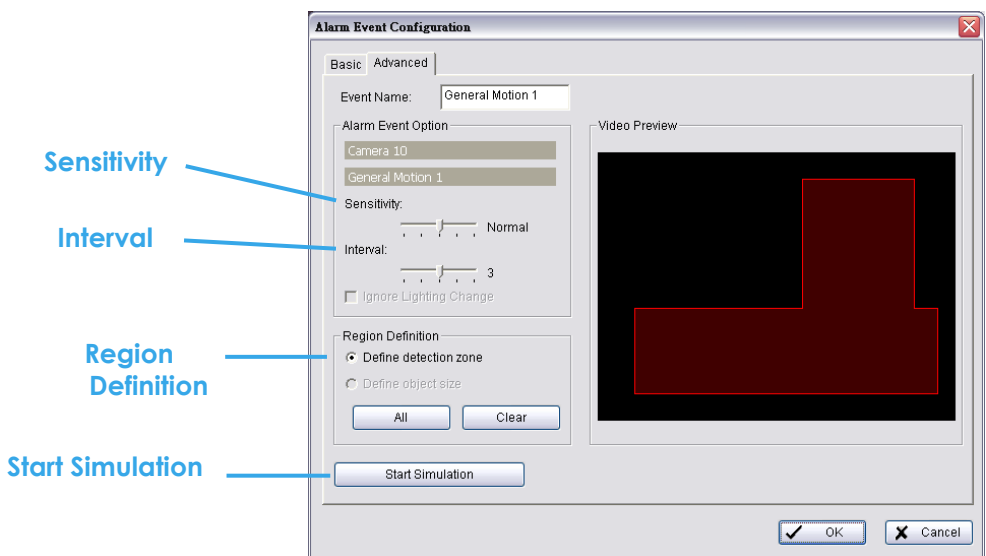 Alarm Event Configuration
Basic
Advanced
Event Name:
General Motion 1
Alarm Event Option
Camera 10
General Motion 1
Sensitivity:
Normal
Interval:
3
Ignore Lighting Change
Region Definition
Define detection zone
Define object size
All
Clear
Start Simulation
Video Preview
OK
Cancel
Sensitivity
Interval
Region
Definition
Start Simulation